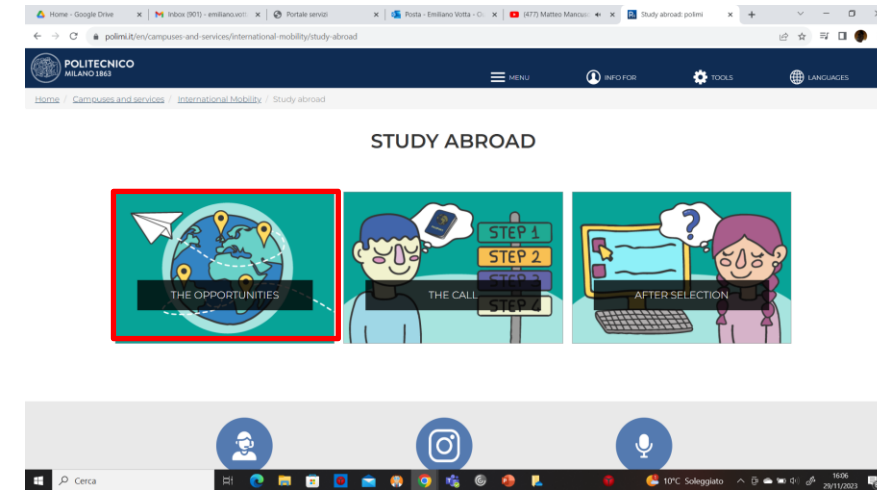 Home - Google Drive
Inbox (901) - emiliano.vott
Portale servizi
Posta - Emiliano Votta - O
(477) Matteo Mancuso
Study abroad: polimi
polimi.it/en/campuses-and-services/international-mobility/study-abroad
POLITECNICO
MILANO 1863
MENU
INFO FOR
TOOLS
LANGUAGES
Home / Campuses and services / International Mobility / Study abroad
STUDY ABROAD
THE OPPORTUNITIES
STEP 1
STEP 2
STEP 3
STEP 4
THE CALL
?
AFTER SELECTION
Cerca
10°C Soleggiato
16:06
29/11/2023